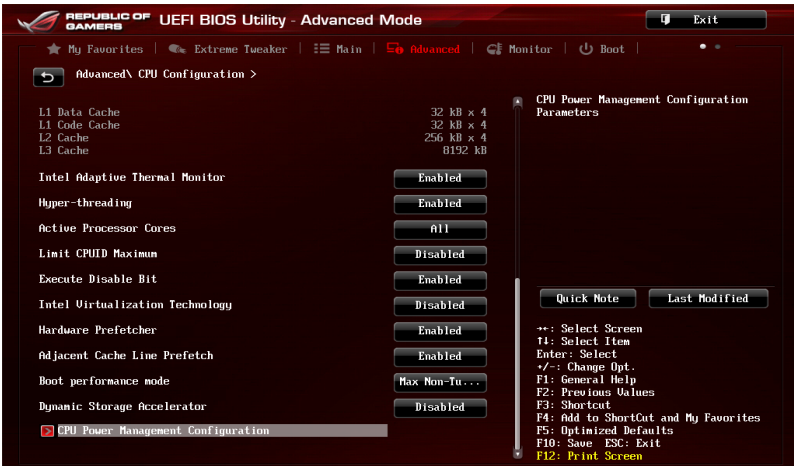 REPUBLIC OF GAMERS UEFI BIOS Utility - Advanced Mode Exit
My Favorites | Extreme Tweaker | Main | Advanced | Monitor | Boot |
Advanced\ CPU Configuration >
L1 Data Cache 32 kB x 4
L1 Code Cache 32 kB x 4
L2 Cache 256 kB x 4
L3 Cache 8192 kB
Intel Adaptive Thermal Monitor Enabled
Hyper-threading Enabled
Active Processor Cores All
Limit CPUID Maximum Disabled
Execute Disable Bit Enabled
Intel Virtualization Technology Disabled
Hardware Prefetcher Enabled
Adjacent Cache Line Prefetch Enabled
Boot performance mode Max Non-Tu...
Dynamic Storage Accelerator Disabled
CPU Power Management Configuration
CPU Power Management Configuration
Parameters
Quick Note Last Modified
→←: Select Screen
↑↓: Select Item
Enter: Select
+/-: Change Opt.
F1: General Help
F2: Previous Values
F3: Shortcut
F4: Add to ShortCut and My Favorites
F5: Optimized Defaults
F10: Save ESC: Exit
F12: Print Screen